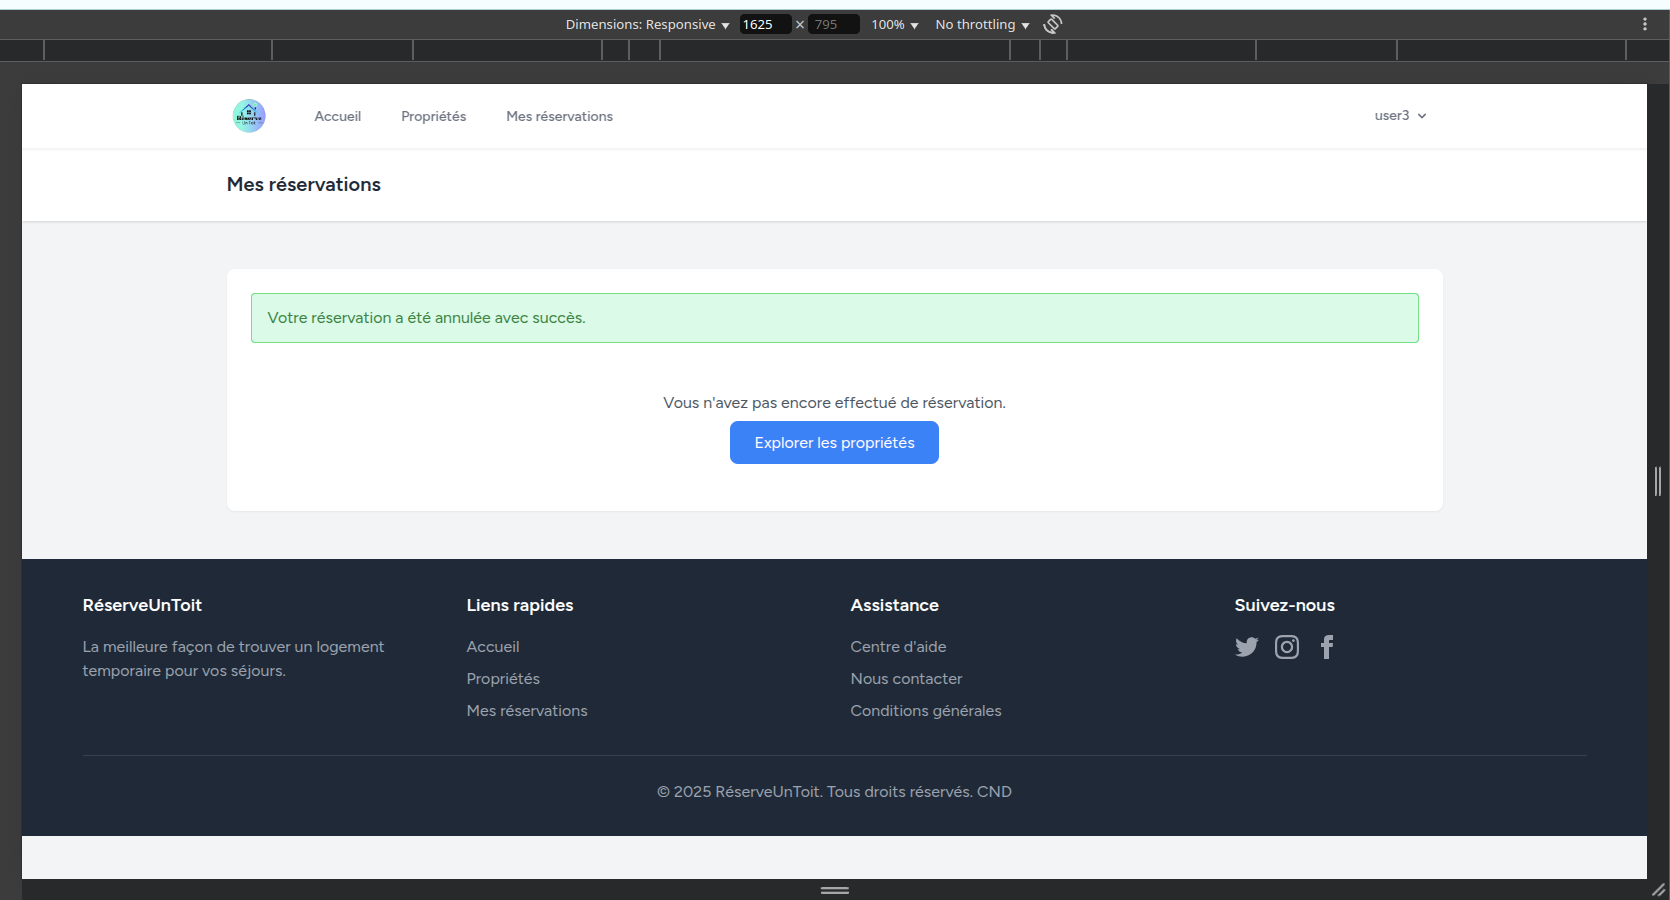 Dimensions: Responsive 1625 × 795 100% No throttling
Réserve
Un Toit
Accueil Propriétés Mes réservations user3
Mes réservations
Votre réservation a été annulée avec succès.
Vous n'avez pas encore effectué de réservation.
Explorer les propriétés
RéserveUnToit
La meilleure façon de trouver un logement
temporaire pour vos séjours.
Liens rapides
Accueil
Propriétés
Mes réservations
Assistance
Centre d'aide
Nous contacter
Conditions générales
Suivez-nous
© 2025 RéserveUnToit. Tous droits réservés. CND